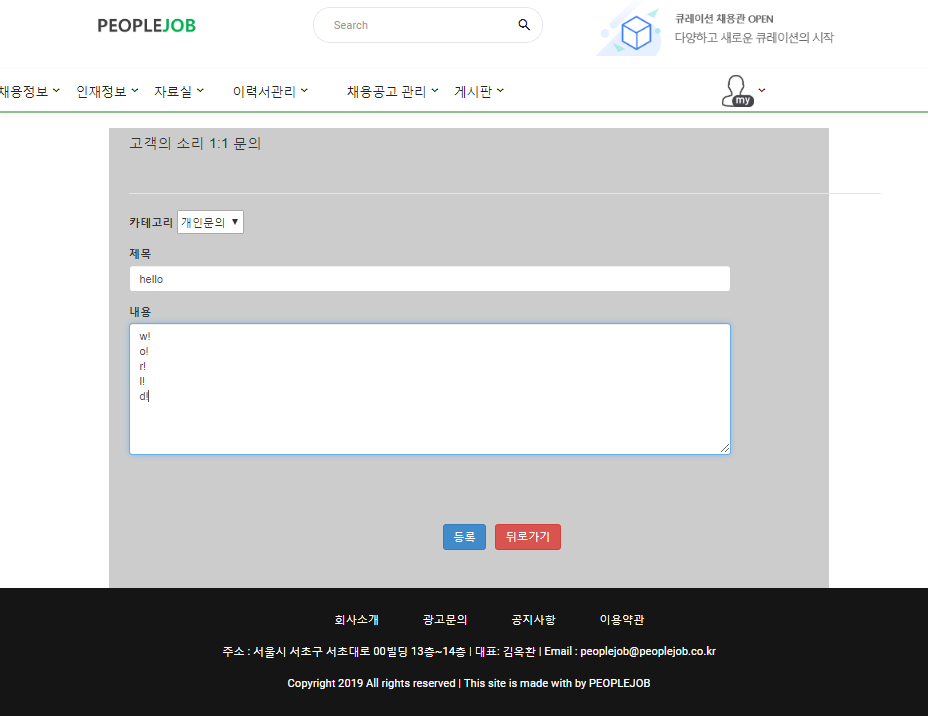 PEOPLEJOB
Search
큐레이션 채용관 OPEN
다양하고 새로운 큐레이션의 시작
채용정보 인재정보 자료실 이력서관리 채용공고 관리 게시판
my
고객의 소리 1:1 문의
카테고리 개인문의
제목
hello
내용
w!
o!
r!
l!
d!
등록 뒤로가기
회사소개 광고문의 공지사항 이용약관
주소 : 서울시 서초구 서초대로 00빌딩 13층~14층 | 대표: 김옥환 | Email : peoplejob@peoplejob.co.kr
Copyright 2019 All rights reserved | This site is made with by PEOPLEJOB